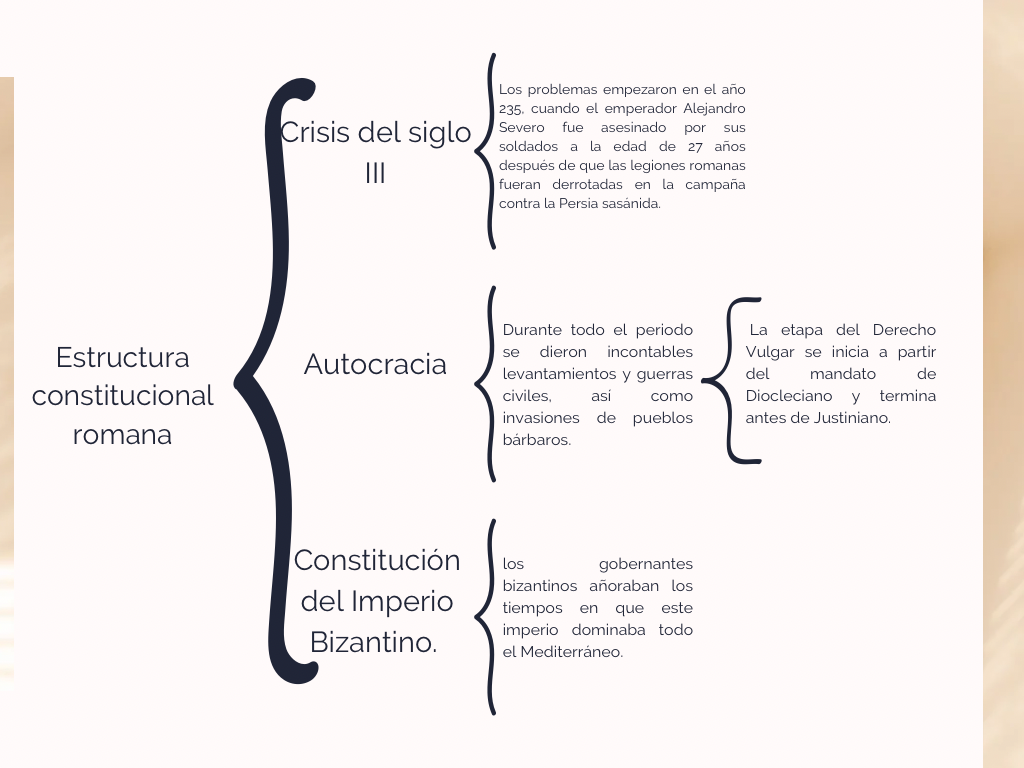 Estructura
constitucional
romana
Crisis del siglo
III
Los problemas empezaron en el año
235, cuando el emperador Alejandro
Severo fue asesinado por sus
soldados a la edad de 27 años
después de que las legiones romanas
fueran derrotadas en la campaña
contra la Persia sasánida.
Autocracia
Durante todo el periodo
se dieron incontables
levantamientos y guerras
civiles, así como
invasiones de pueblos
bárbaros.
La etapa del Derecho
Vulgar se inicia a partir
del mandato de
Diocleciano y termina
antes de Justiniano.
Constitución
del Imperio
Bizantino.
los gobernantes
bizantinos añoraban los
tiempos en que este
imperio dominaba todo
el Mediterráneo.